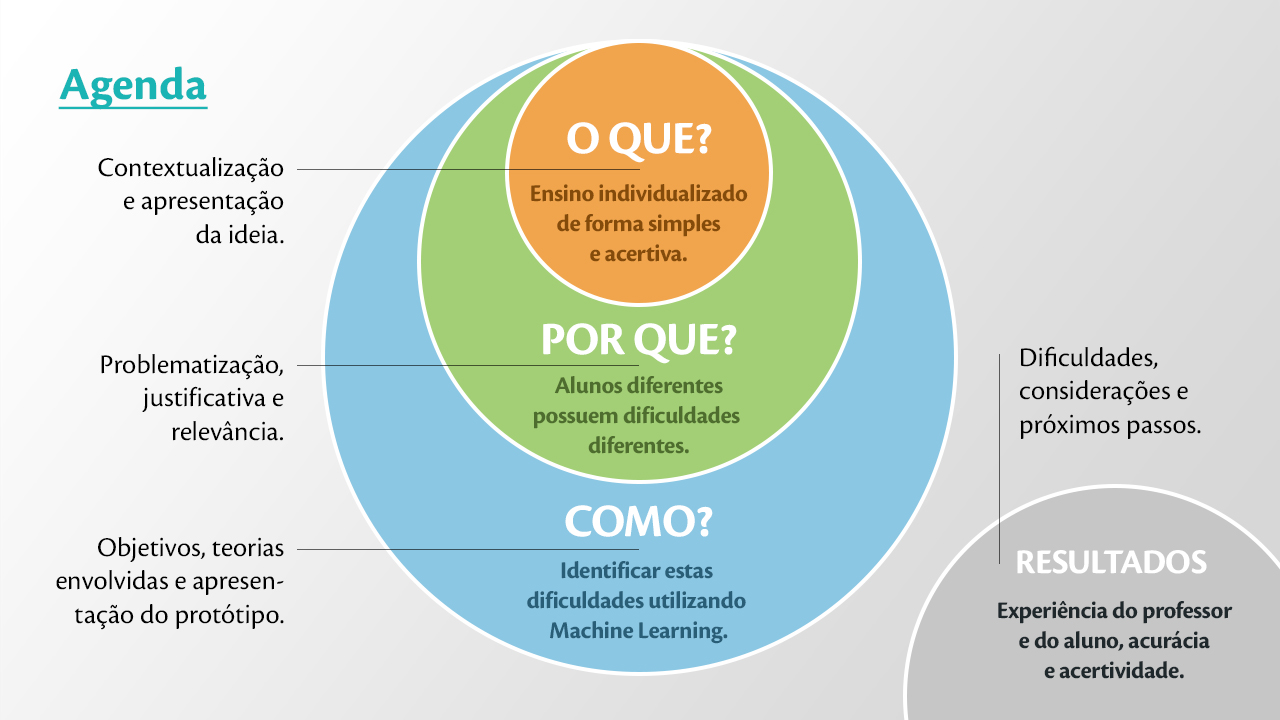 Agenda
Contextualização
e apresentação
da ideia.
O QUE?
Ensino individualizado
de forma simples
e acertiva.
Problematização,
justificativa e
relevância.
POR QUE?
Alunos diferentes
possuem dificuldades
diferentes.
Objetivos, teorias
envolvidas e apresen-
tação do protótipo.
COMO?
Identificar estas
dificuldades utilizando
Machine Learning.
Dificuldades,
considerações e
próximos passos.
RESULTADOS
Experiência do professor
e do aluno, acurácia
e acertividade.